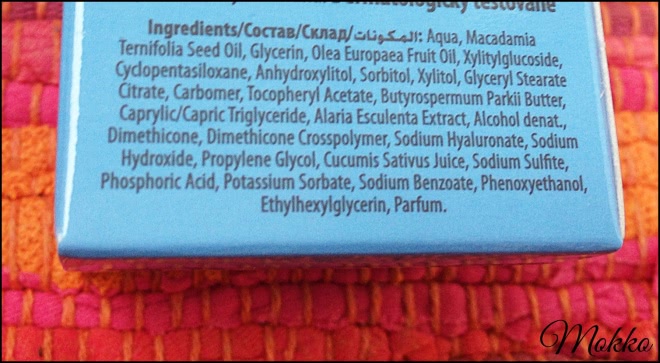 Dermatologicky testované
Ingredients/Состав/Склад/المكونات: Aqua, Macadamia
Ternifolia Seed Oil, Glycerin, Olea Europaea Fruit Oil, Xylitylglucoside,
Cyclopentasiloxane, Anhydroxylitol, Sorbitol, Xylitol, Glyceryl Stearate
Citrate, Carbomer, Tocopheryl Acetate, Butyrospermum Parkii Butter,
Caprylic/Capric Triglyceride, Alaria Esculenta Extract, Alcohol denat.,
Dimethicone, Dimethicone Crosspolymer, Sodium Hyaluronate, Sodium
Hydroxide, Propylene Glycol, Cucumis Sativus Juice, Sodium Sulfite,
Phosphoric Acid, Potassium Sorbate, Sodium Benzoate, Phenoxyethanol,
Ethylhexylglycerin, Parfum.
Mokko